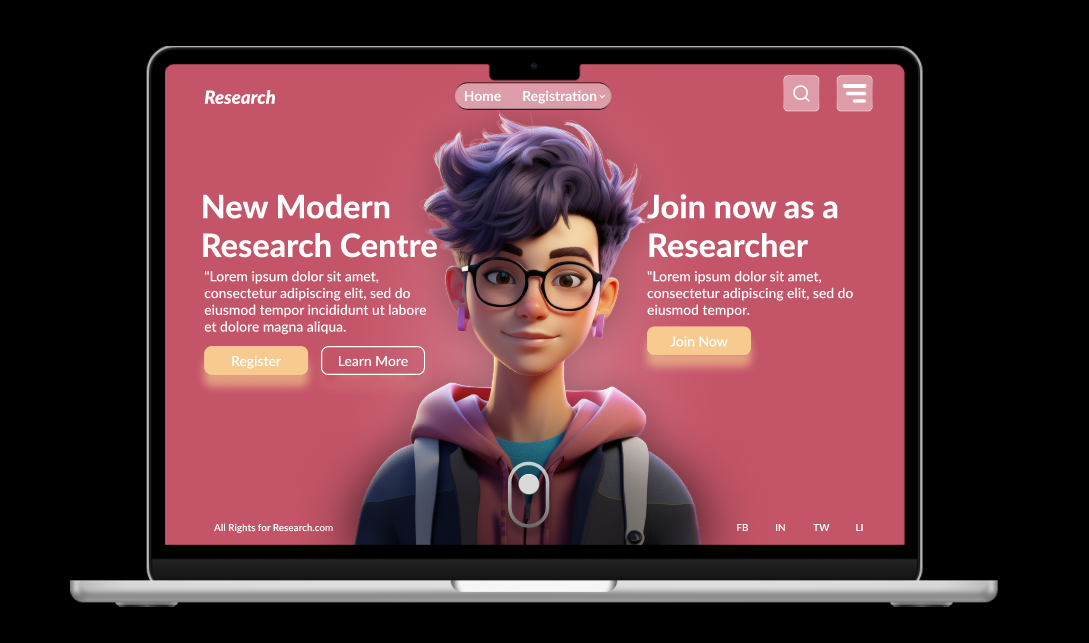 Research
Home Registration
New Modern
Research Centre
"Lorem ipsum dolor sit amet,
consectetur adipiscing elit, sed do
eiusmod tempor incididunt ut labore
et dolore magna aliqua.
Register Learn More
Join now as a
Researcher
"Lorem ipsum dolor sit amet,
consectetur adipiscing elit, sed do
eiusmod tempor.
Join Now
All Rights for Research.com
FB IN TW LI